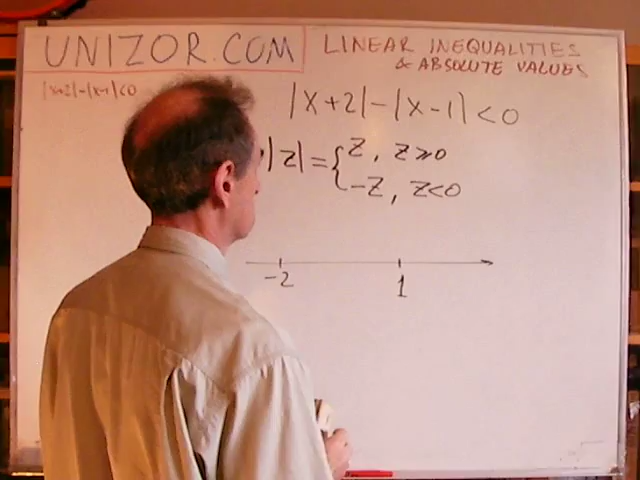 UNIZOR.COM
LINEAR INEQUALITIES
& ABSOLUTE VALUES
|x+2|-|x-1|<0
|X+2|-|X-1|<0
|Z|={Z, Z≥0
-Z, Z<0
-2 1